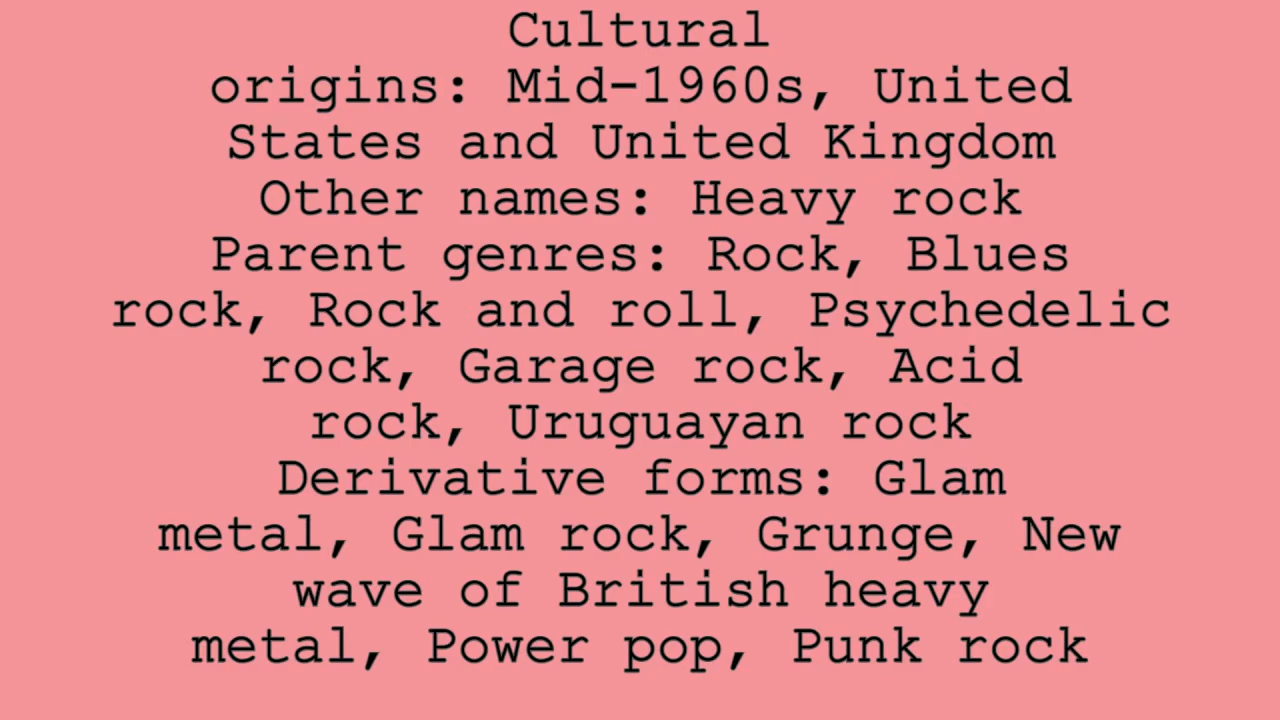 Cultural
origins: Mid-1960s, United
States and United Kingdom
Other names: Heavy rock
Parent genres: Rock, Blues
rock, Rock and roll, Psychedelic
rock, Garage rock, Acid
rock, Uruguayan rock
Derivative forms: Glam
metal, Glam rock, Grunge, New
wave of British heavy
metal, Power pop, Punk rock